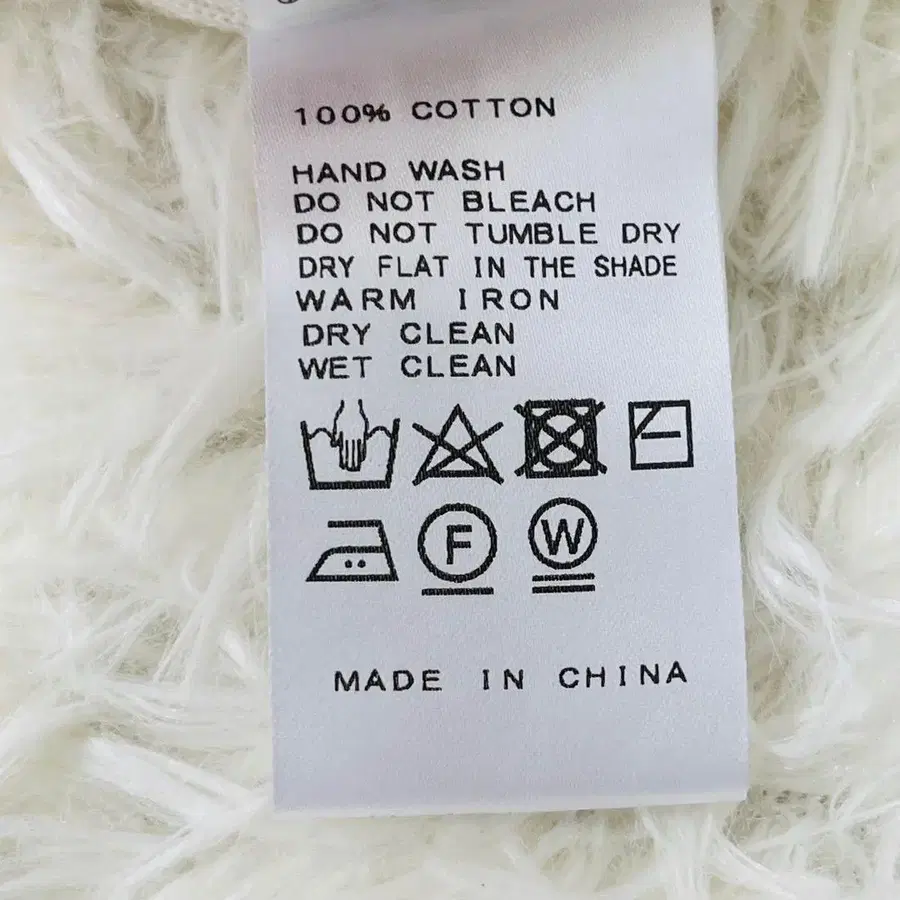 100% COTTON
HAND WASH
DO NOT BLEACH
DO NOT TUMBLE DRY
DRY FLAT IN THE SHADE
WARM IRON
DRY CLEAN
WET CLEAN
F W
MADE IN CHINA